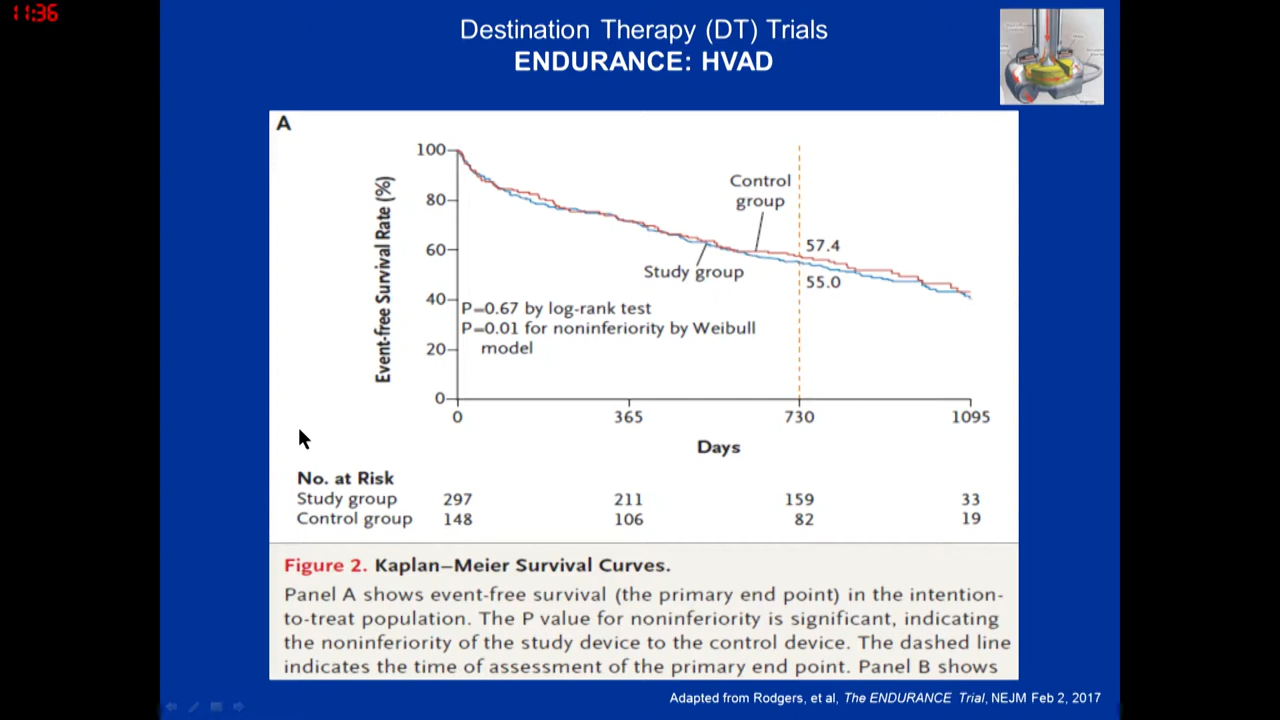 11:36
Destination Therapy (DT) Trials
ENDURANCE: HVAD
A
Event-free Survival Rate (%)
100
80
60
40
20
0
Control
group
Study group
57.4
55.0
P=0.67 by log-rank test
P=0.01 for noninferiority by Weibull
model
0 365 730 1095
Days
No. at Risk
Study group 297 211 159 33
Control group 148 106 82 19
Figure 2. Kaplan–Meier Survival Curves.
Panel A shows event-free survival (the primary end point) in the intention-
to-treat population. The P value for noninferiority is significant, indicating
the noninferiority of the study device to the control device. The dashed line
indicates the time of assessment of the primary end point. Panel B shows
Adapted from Rodgers, et al, The ENDURANCE Trial, NEJM Feb 2, 2017